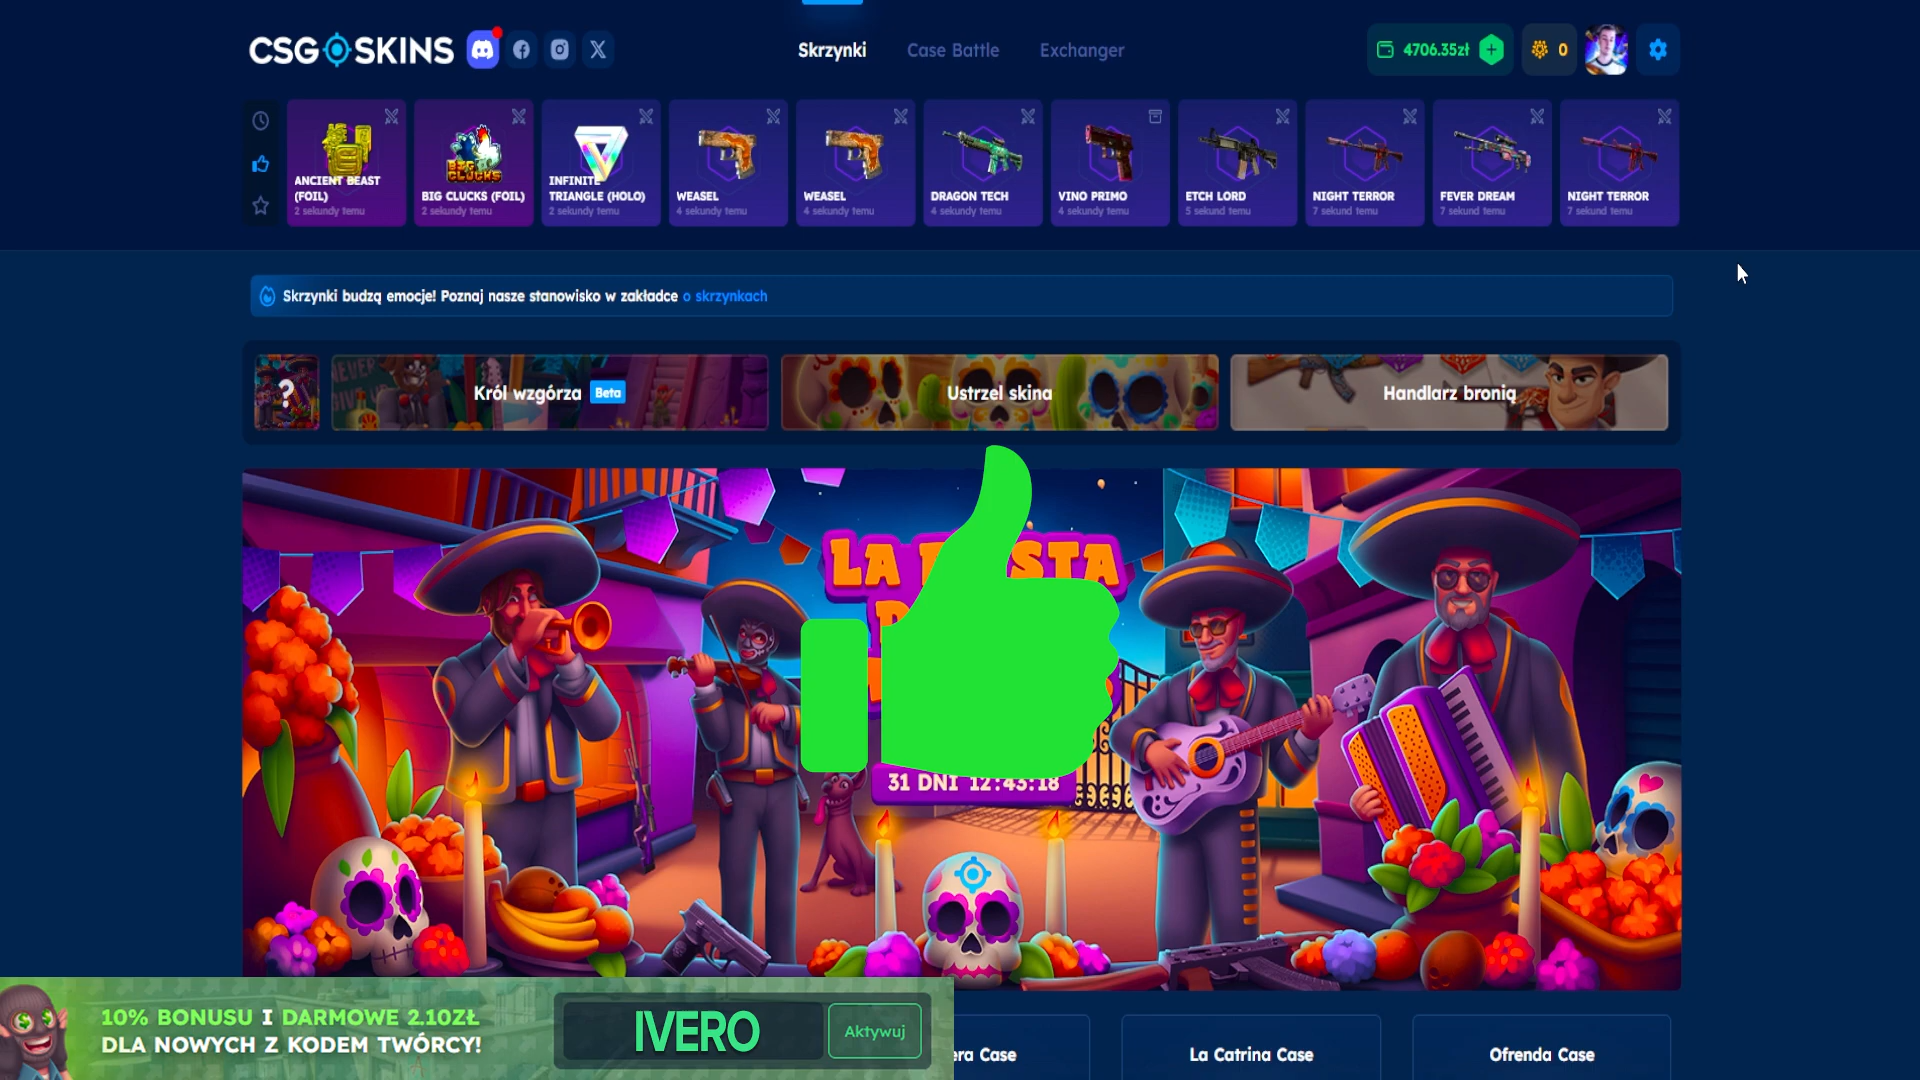 CSGOSKINS
Skrzynki
Case Battle
Exchanger
4706.35zł
0
ANCIENT BEAST
(FOIL)
2 sekundy temu
BIG CLUCKS (FOIL)
2 sekundy temu
INFINITE
TRIANGLE (HOLO)
2 sekundy temu
WEASEL
4 sekundy temu
WEASEL
4 sekundy temu
DRAGON TECH
4 sekundy temu
VINO PRIMO
4 sekundy temu
ETCH LORD
5 sekund temu
NIGHT TERROR
7 sekund temu
FEVER DREAM
7 sekund temu
NIGHT TERROR
7 sekund temu
Skrzynki budzą emocje! Poznaj nasze stanowisko w zakładce o skrzynkach
?
Król wzgórza Beta
Ustrzel skina
Handlarz bronią
LA
31 DNI 12:43:18
10% BONUSU I DARMOWE 2.10ZŁ
DLA NOWYCH Z KODEM TWÓRCY!
IVERO
Aktywuj
Case
La Catrina Case
Ofrenda Case